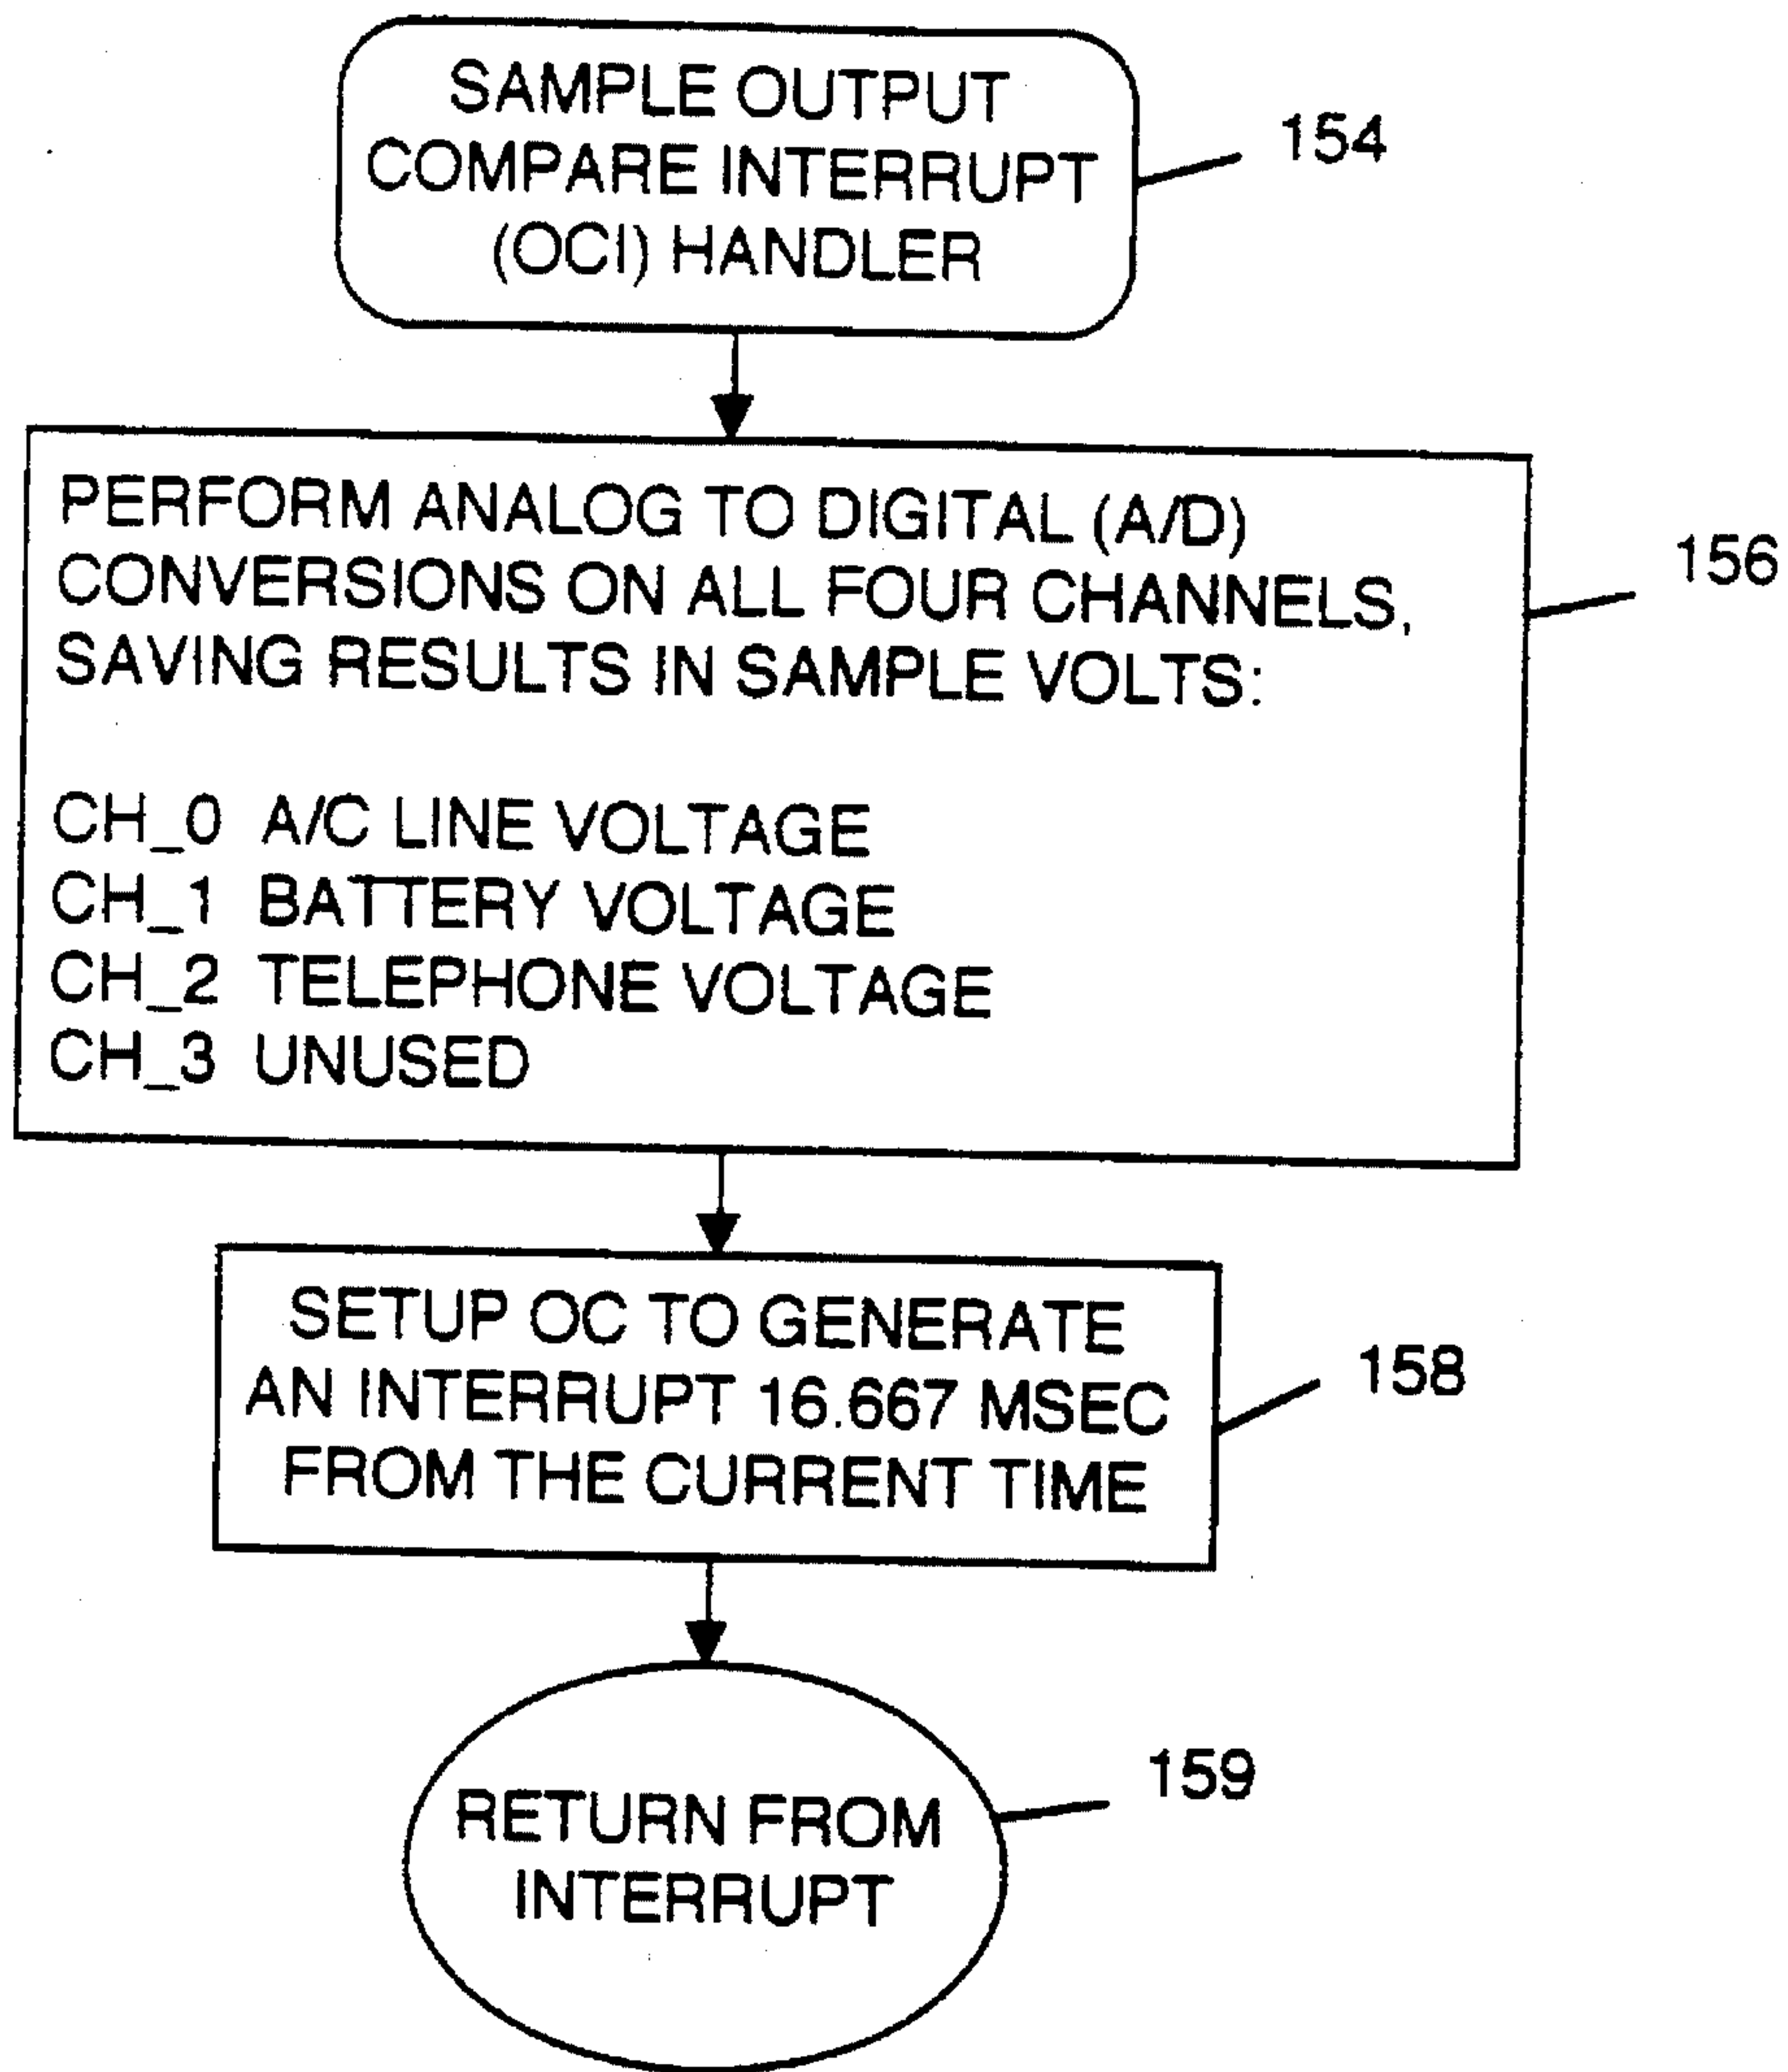 SAMPLE OUTPUT
COMPARE INTERRUPT
(OCI) HANDLER
154
PERFORM ANALOG TO DIGITAL (A/D)
CONVERSIONS ON ALL FOUR CHANNELS,
SAVING RESULTS IN SAMPLE VOLTS:
156
CH_0 A/C LINE VOLTAGE
CH_1 BATTERY VOLTAGE
CH_2 TELEPHONE VOLTAGE
CH_3 UNUSED
SETUP OC TO GENERATE
AN INTERRUPT 16.667 MSEC
FROM THE CURRENT TIME
158
RETURN FROM
INTERRUPT
159